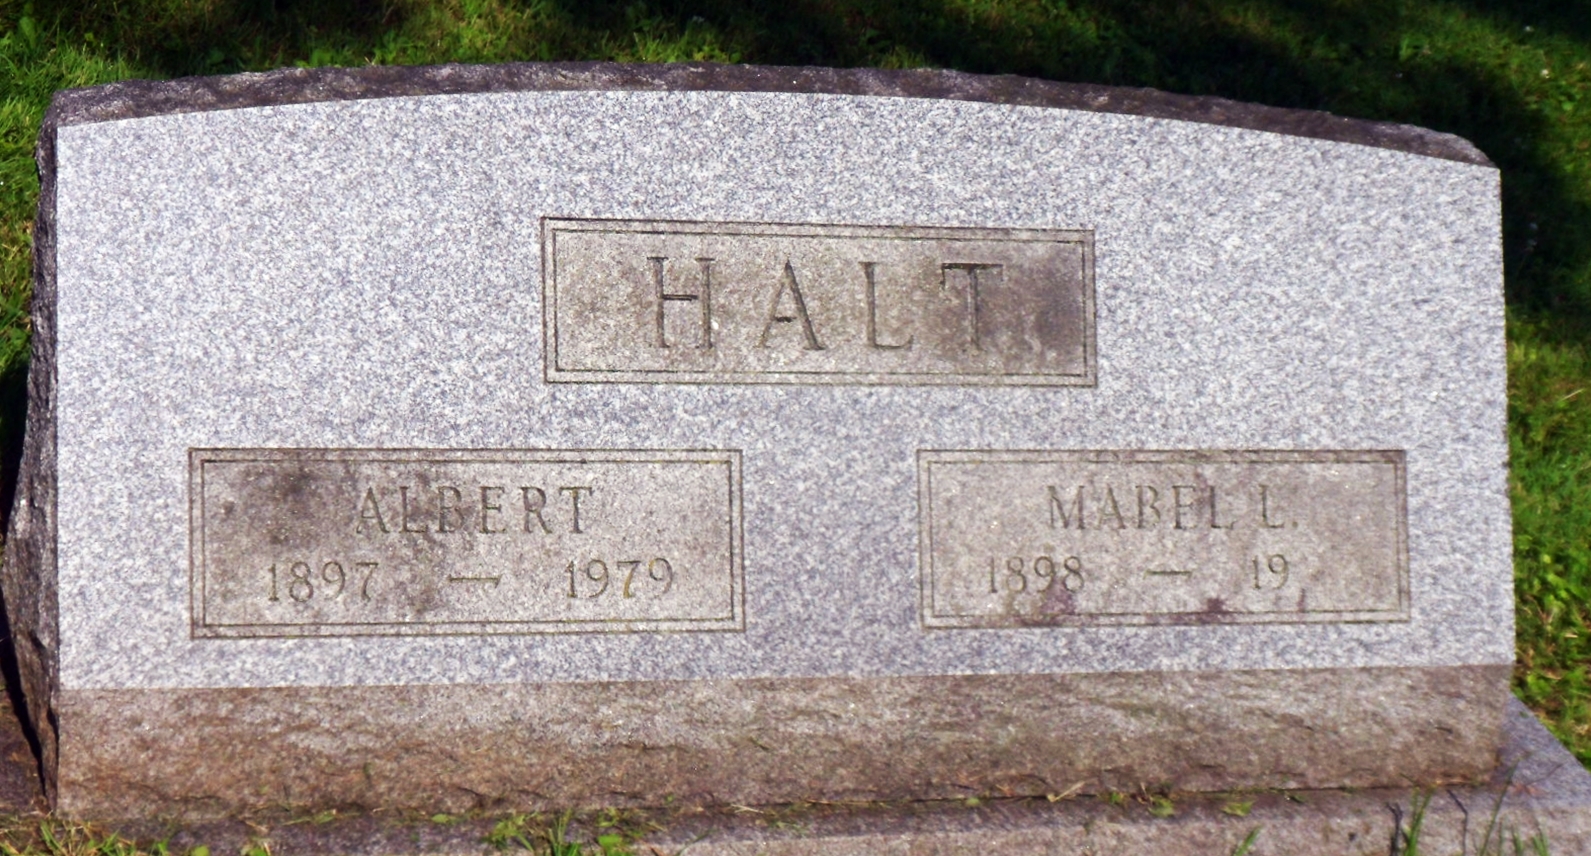 HALT
ALBERT
1897 — 1979
MABEL L.
1898 — 19